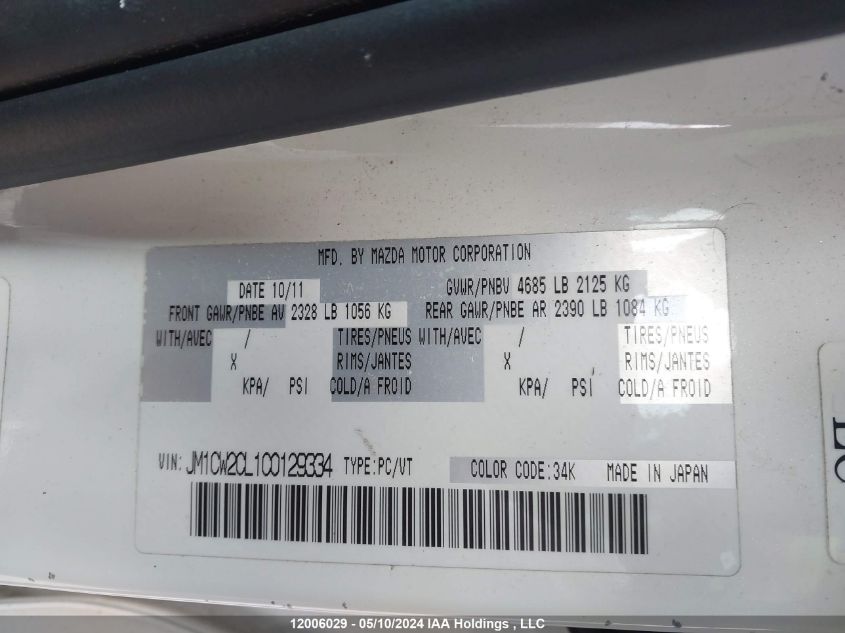 MFD. BY MAZDA MOTOR CORPORATION
DATE 10/11 GVWR/PNBV 4685 LB 2125 KG
FRONT GAWR/PNBE AV 2328 LB 1056 KG REAR GAWR/PNBE AR 2390 LB 1084 KG
WITH/AVEC / TIRES/PNEUS WITH/AVEC / TIRES/PNEUS
X RIMS/JANTES X RIMS/JANTES
KPA/ PSI COLD/A FROID KPA/ PSI COLD/A FROID
VIN: JM1CW2CL1C0129334 TYPE:PC/VT COLOR CODE:34K MADE IN JAPAN
12006029 - 05/10/2024 IAA Holdings , LLC